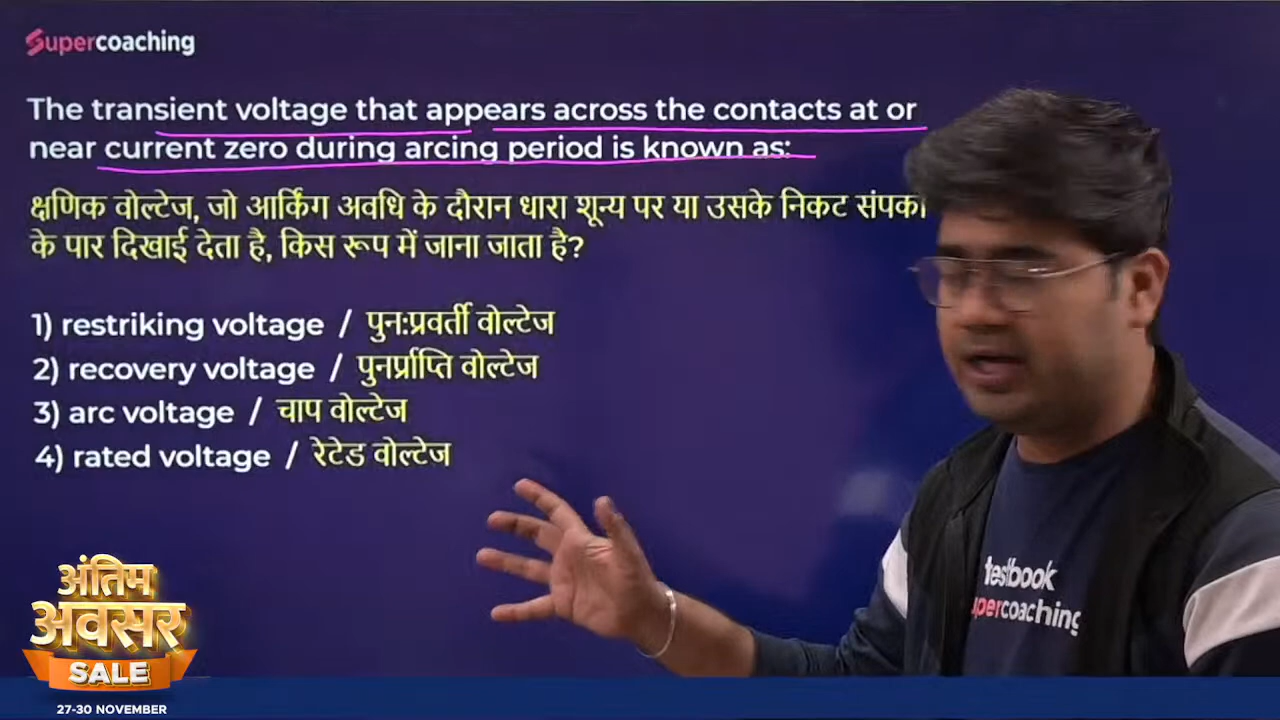 Supercoaching
The transient voltage that appears across the contacts at or
near current zero during arcing period is known as:
क्षणिक वोल्टेज, जो आर्किंग अवधि के दौरान धारा शून्य पर या उसके निकट संपर्कों
के पार दिखाई देता है, किस रूप में जाना जाता है?
1) restriking voltage / पुन:प्रवर्ती वोल्टेज
2) recovery voltage / पुनर्प्राप्ति वोल्टेज
3) arc voltage / चाप वोल्टेज
4) rated voltage / रेटेड वोल्टेज
testbook
supercoaching
अंतिम
अवसर
SALE
27-30 NOVEMBER